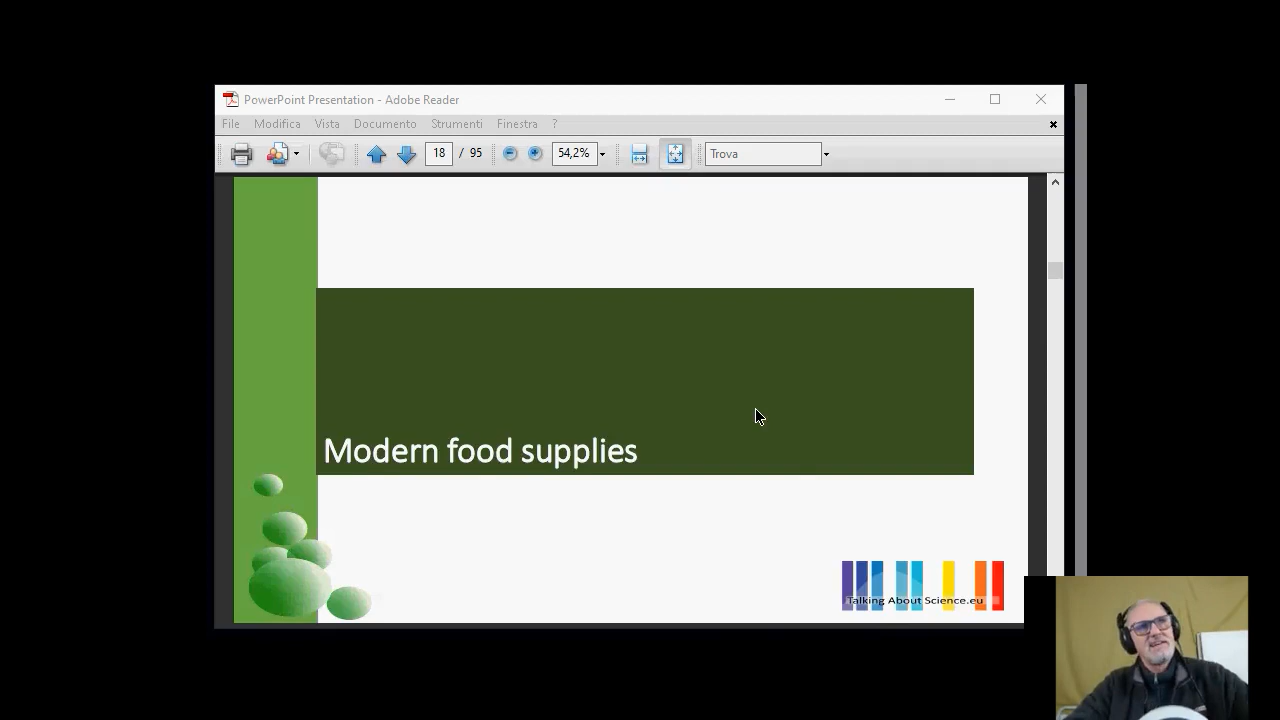 PowerPoint Presentation - Adobe Reader
File Modifica Vista Documento Strumenti Finestra ?
18 / 95 54,2% Trova
Modern food supplies
Talking About Science.eu